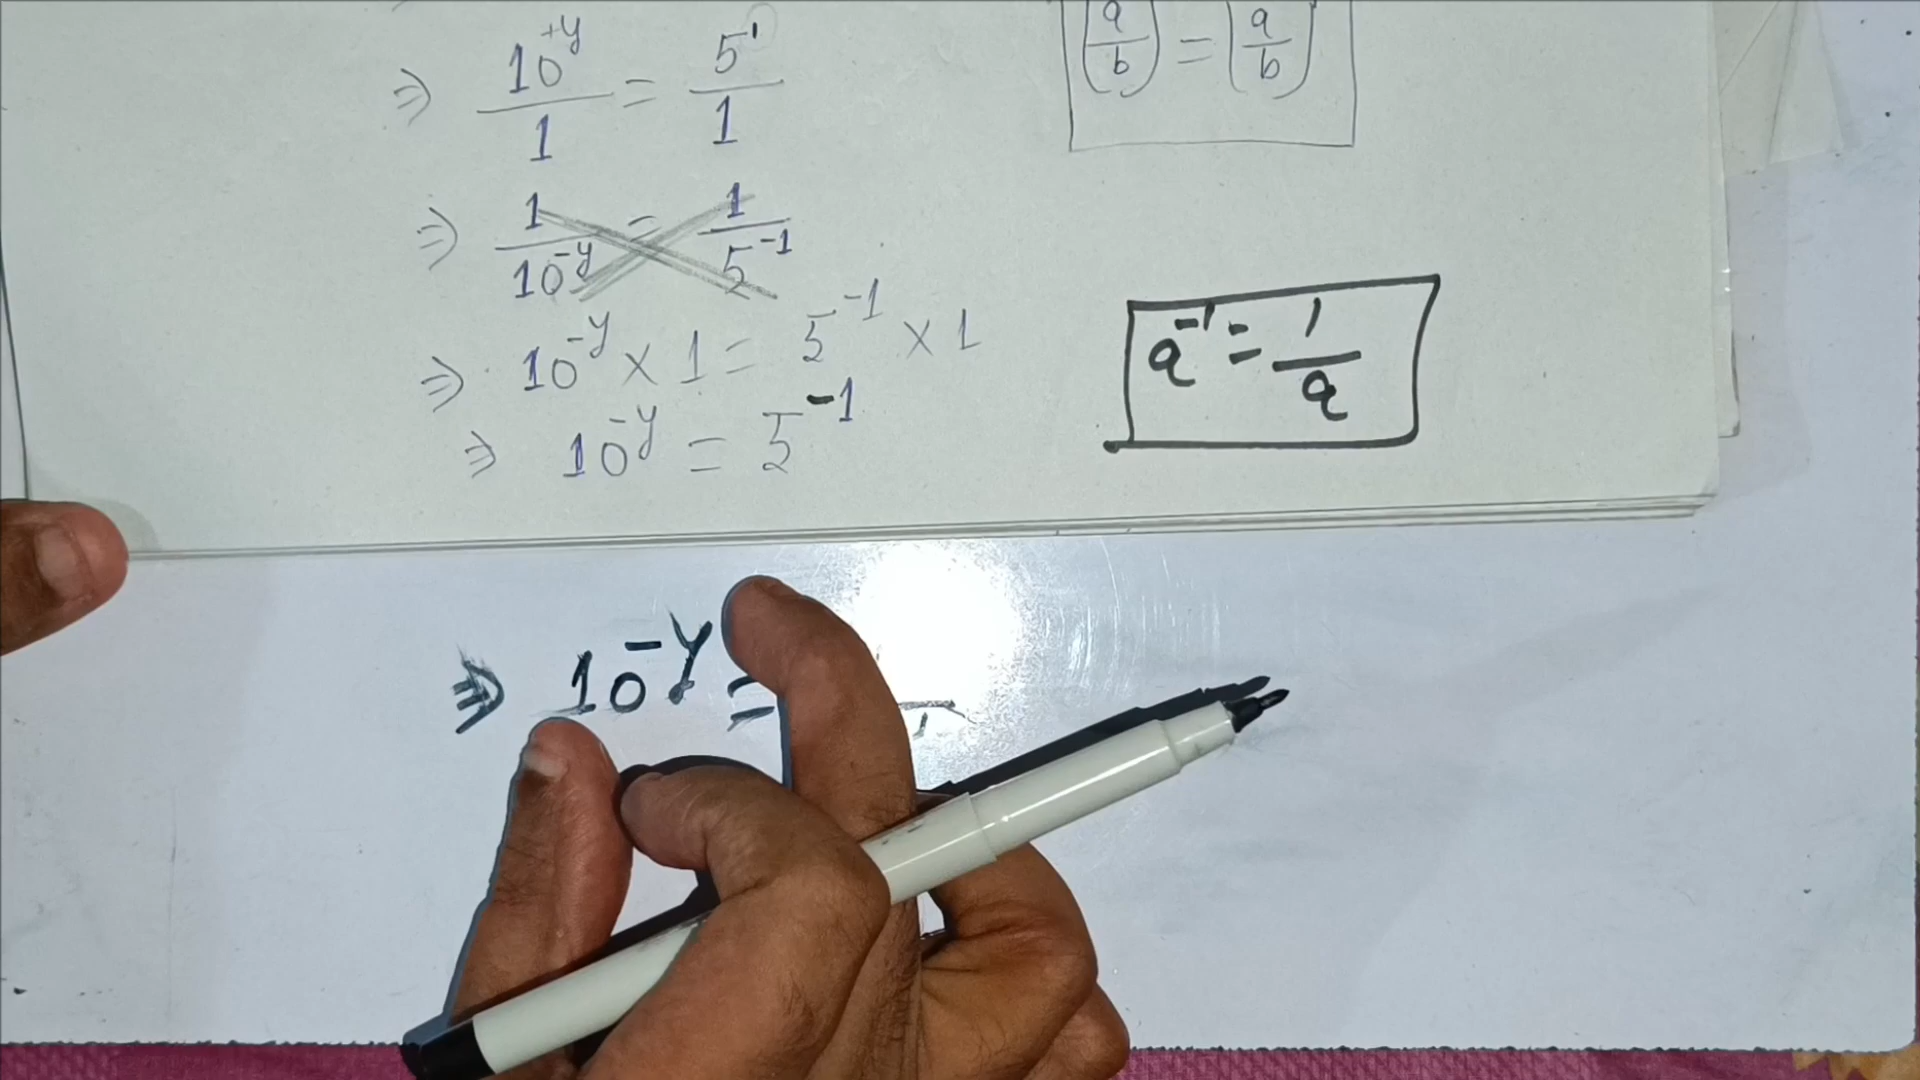 ⇒ 10^{+y}/1 = 5^1/1
(a/b) = (a/b)
⇒ 1/10^{-y} = 1/5^{-1}
⇒ 10^{-y} × 1 = 5^{-1} × 1
a^{-1} = 1/a
⇒ 10^{-y} = 5^{-1}
⇒ 10^{-y} =